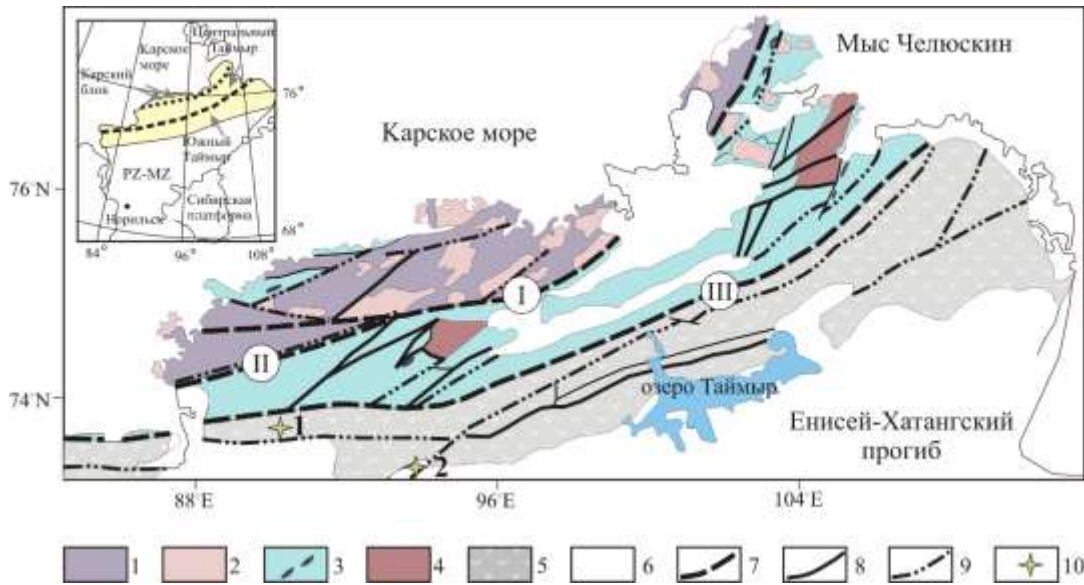 Центральный
Таймыр
Карское
море
Карский
блок
76°
Южный
Таймыр
PZ-MZ
Норильск
Сибирская
платформа
68°
84°
96°
108°
Мыс Челюскин
Карское море
76 N
I
III
II
озеро Таймыр
74 N
1
Енисей-Хатангский
прогиб
2
88°E
96°E
104°E
1
2
3
4
5
6
7
8
9
10